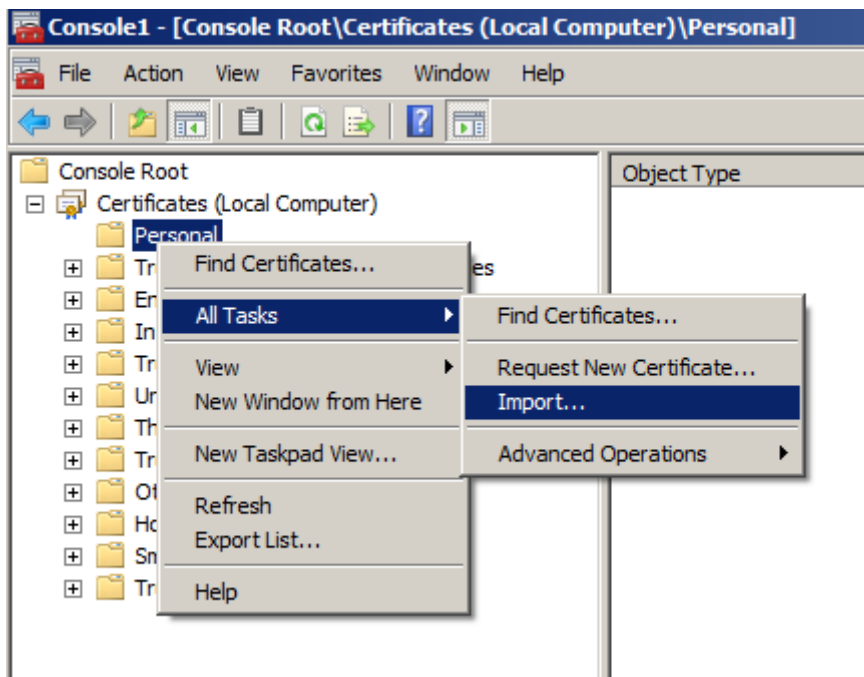 Console1 - [Console Root\Certificates (Local Computer)\Personal]
File Action View Favorites Window Help
Console Root
Object Type
Certificates (Local Computer)
Personal
Find Certificates...
All Tasks
View
New Window from Here
New Taskpad View...
Refresh
Export List...
Help
Find Certificates...
Request New Certificate...
Import...
Advanced Operations